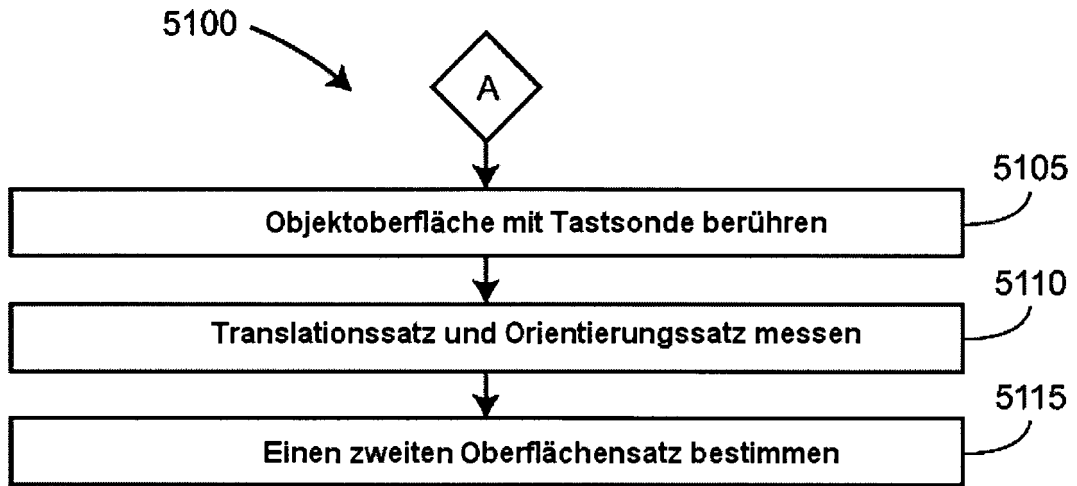 5100
A
5105
Objektoberfläche mit Tastsonde berühren
5110
Translationssatz und Orientierungssatz messen
5115
Einen zweiten Oberflächensatz bestimmen